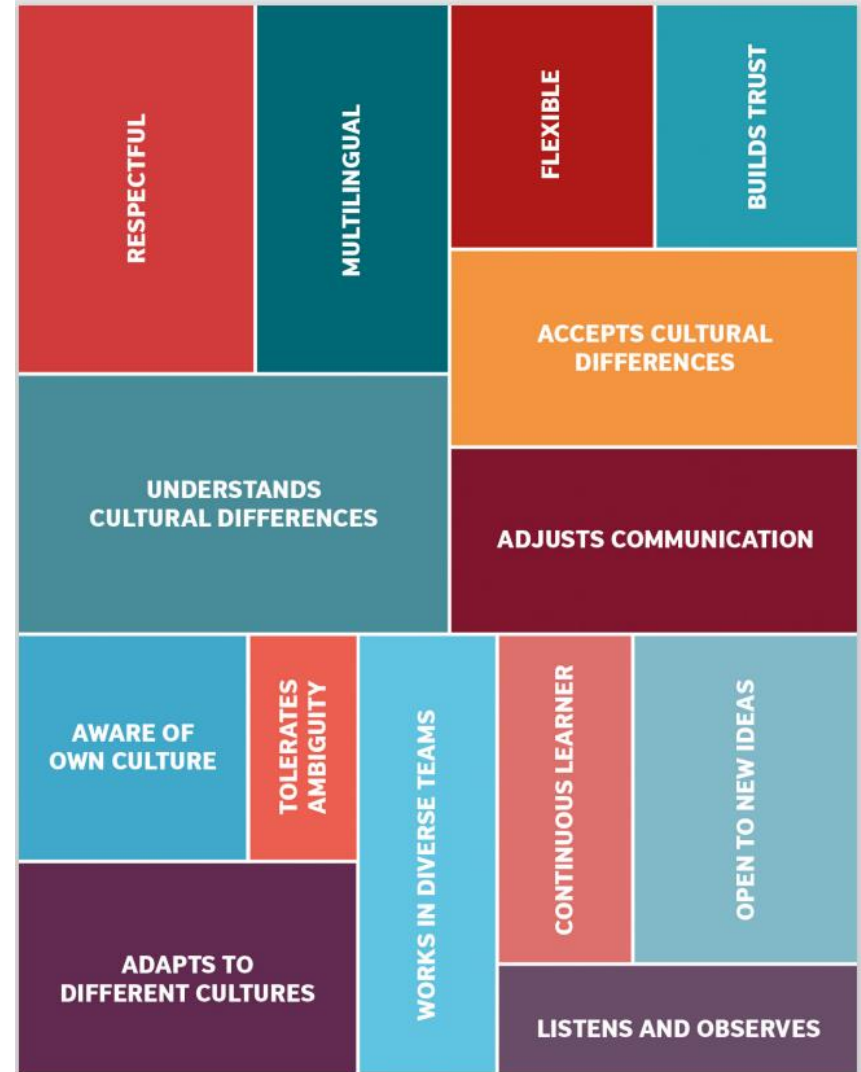 RESPECTFUL
MULTILINGUAL
FLEXIBLE
BUILDS TRUST
ACCEPTS CULTURAL
DIFFERENCES
UNDERSTANDS
CULTURAL DIFFERENCES
ADJUSTS COMMUNICATION
AWARE OF
OWN CULTURE
TOLERATES
AMBIGUITY
WORKS IN DIVERSE TEAMS
CONTINUOUS LEARNER
OPEN TO NEW IDEAS
ADAPTS TO
DIFFERENT CULTURES
LISTENS AND OBSERVES